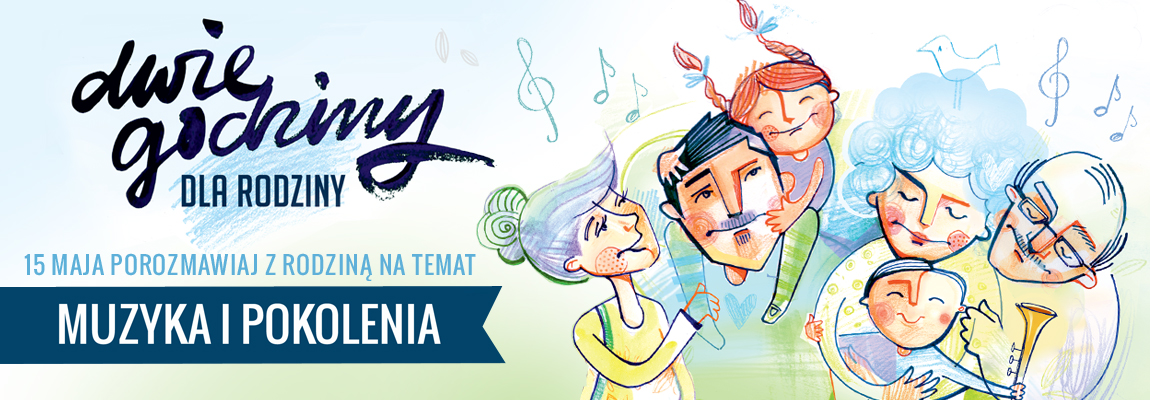 dwie
godziny
DLA RODZINY
15 MAJA POROZMAWIAJ Z RODZINĄ NA TEMAT
MUZYKA I POKOLENIA